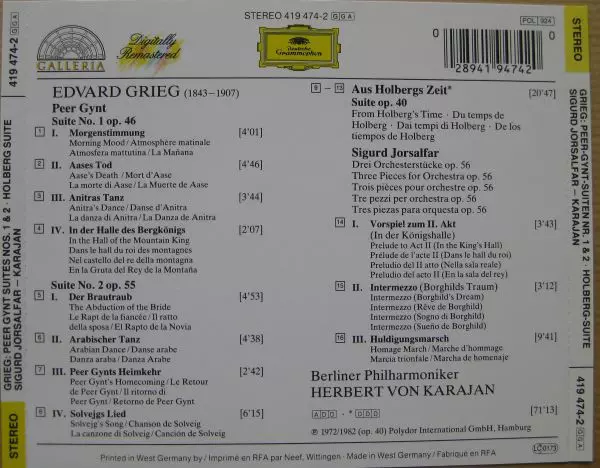 STEREO 419 474-2 GGA
PCL 924
GALLERIA
Digitally
Remastered
Deutsche
Grammophon
0 0
28941 94742
EDVARD GRIEG (1843–1907)
Peer Gynt
Suite No. 1 op. 46
1 I. Morgenstimmung [4'01]
Morning Mood / Atmosphère matinale
Atmosfera mattutina / La Mañana
2 II. Aases Tod [4'46]
Aase's Death / Mort d'Aase
La morte di Aase / La Muerte de Aase
3 III. Anitras Tanz [3'44]
Anitra's Dance / Danse d'Anitra
La danza di Anitra / La Danza de Anitra
4 IV. In der Halle des Bergkönigs [2'07]
In the Hall of the Mountain King
Dans le hall du roi des montagnes
Nel castello del re della montagna
En la Gruta del Rey de la Montaña
Suite No. 2 op. 55
5 I. Der Brautraub [4'53]
The Abduction of the Bride
Le Rapt de la fiancée / Il ratto
della sposa / El Rapto de la Novia
6 II. Arabischer Tanz [4'38]
Arabian Dance / Danse arabe
Danza araba / Danza Arabe
7 III. Peer Gynts Heimkehr [2'42]
Peer Gynt's Homecoming / Le Retour
de Peer Gynt / Il ritorno di
Peer Gynt / Retorno de Peer Gynt
8 IV. Solvejgs Lied [6'15]
Solvejg's Song / Chanson de Solveig
La canzone di Solveig / Canción de Solveig
9 – 13 Aus Holbergs Zeit* [20'47]
Suite op. 40
From Holberg's Time · Du temps de
Holberg · Dai tempi di Holberg · De los
tiempos de Holberg
Sigurd Jorsalfar
Drei Orchesterstücke op. 56
Three Pieces for Orchestra op. 56
Trois pièces pour orchestre op. 56
Tre pezzi per orchestra op. 56
Tres piezas para orquesta op. 56
14 I. Vorspiel zum II. Akt [3'43]
(In der Königshalle)
Prelude to Act II (In the King's Hall)
Prélude de l'acte II (Dans le hall du roi)
Preludio del II atto (Nella sala reale)
Preludio del acto II (En la sala del rey)
15 II. Intermezzo (Borghilds Traum) [3'12]
Intermezzo (Borghild's Dream)
Intermezzo (Rêve de Borghild)
Intermezzo (Sogno di Borghild)
Intermezzo (Sueño de Borghild)
16 III. Huldigungsmarsch [9'41]
Homage March / Marche d'hommage
Marcia trionfale / Marcha de homenaje
Berliner Philharmoniker
HERBERT VON KARAJAN
ADD · *DDD [71'13]
℗ 1972/1982 (op. 40) Polydor International GmbH, Hamburg
LC 0173
Printed in West Germany by / Imprimé en RFA par Neef, Wittingen · Made in West Germany / Fabriqué en RFA
419 474-2 GGA
GRIEG: PEER GYNT SUITES NOS. 1 & 2 · HOLBERG SUITE
SIGURD JORSALFAR – KARAJAN
STEREO
STEREO
GRIEG: PEER-GYNT-SUITEN NR. 1 & 2 · HOLBERG-SUITE
SIGURD JORSALFAR – KARAJAN
419 474-2 GGA